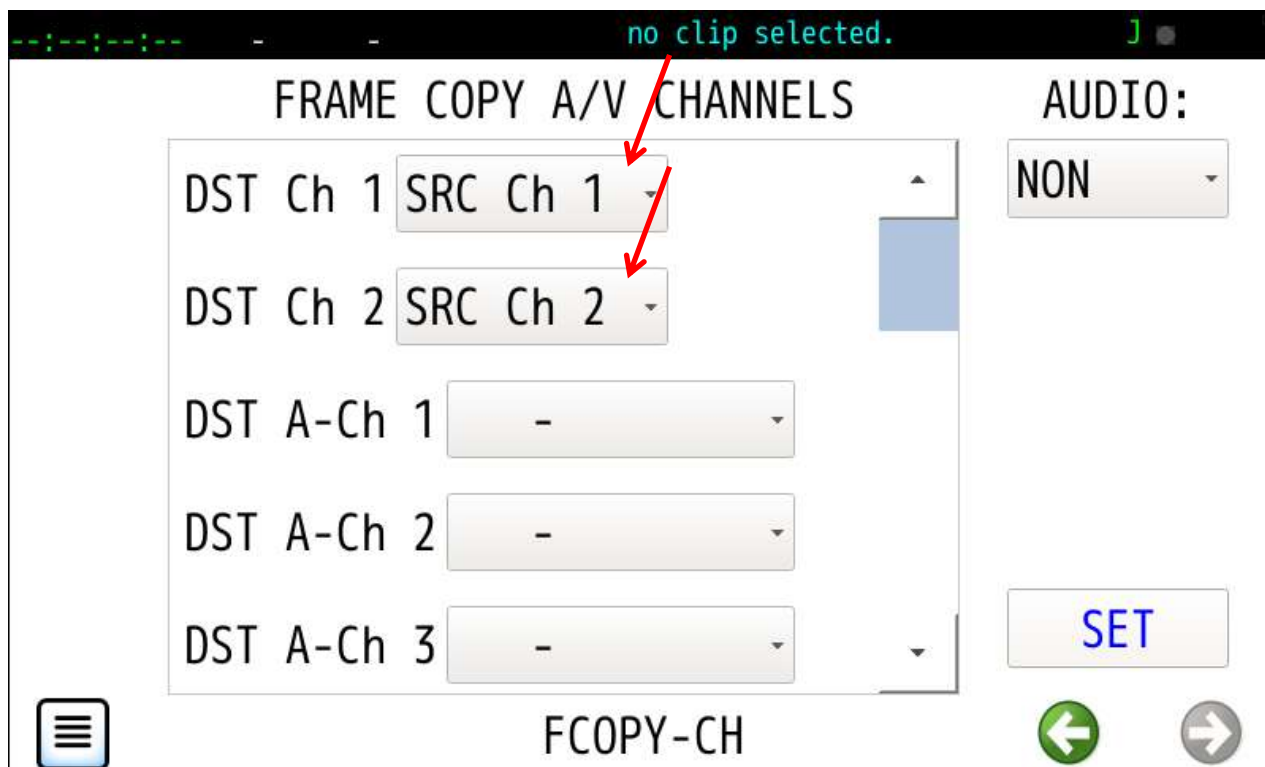 --:--:--:-- - - no clip selected. J
FRAME COPY A/V CHANNELS AUDIO:
DST Ch 1 SRC Ch 1 NON
DST Ch 2 SRC Ch 2
DST A-Ch 1 -
DST A-Ch 2 -
DST A-Ch 3 - SET
FCOPY-CH